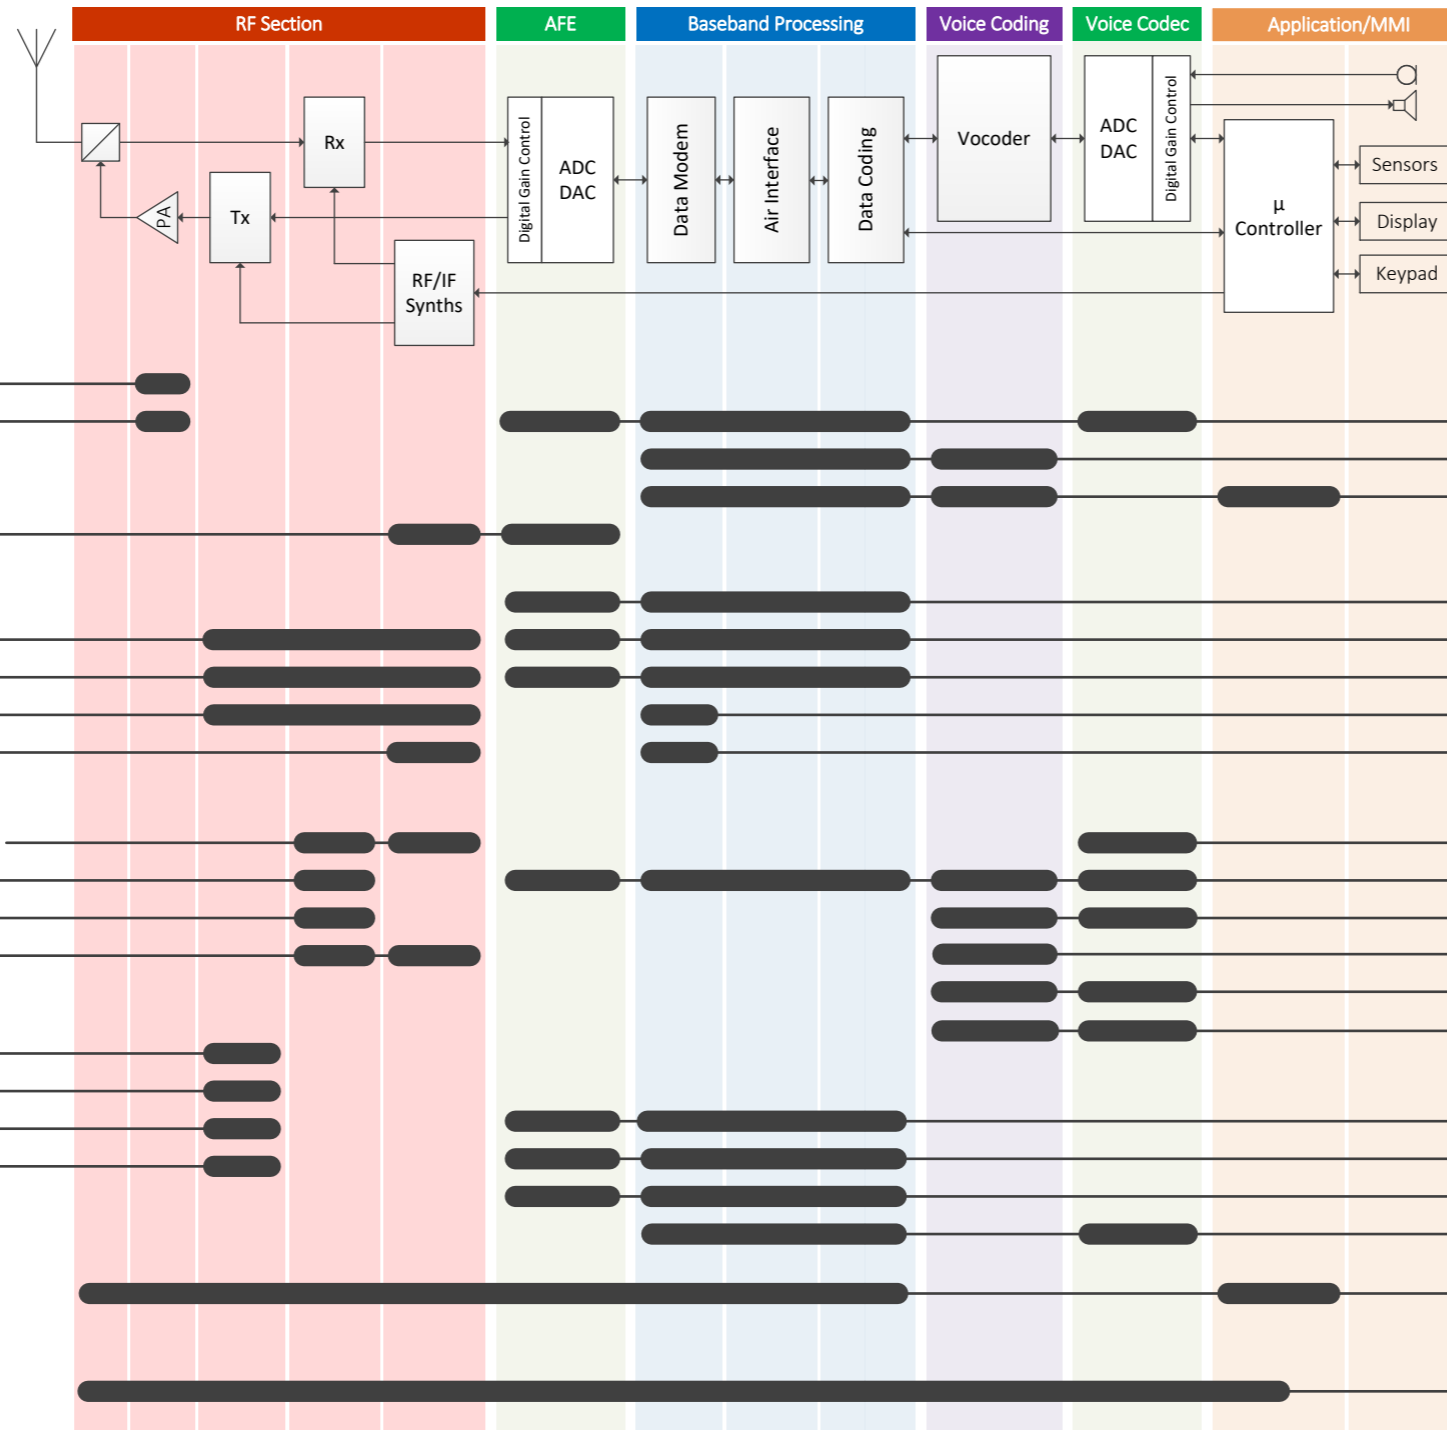 RF Section
AFE
Baseband Processing
Voice Coding
Voice Codec
Application/MMI
Rx
Tx
PA
RF/IF
Synths
Digital Gain Control
ADC
DAC
Data Modem
Air Interface
Data Coding
Vocoder
ADC
DAC
Digital Gain Control
μ
Controller
Sensors
Display
Keypad